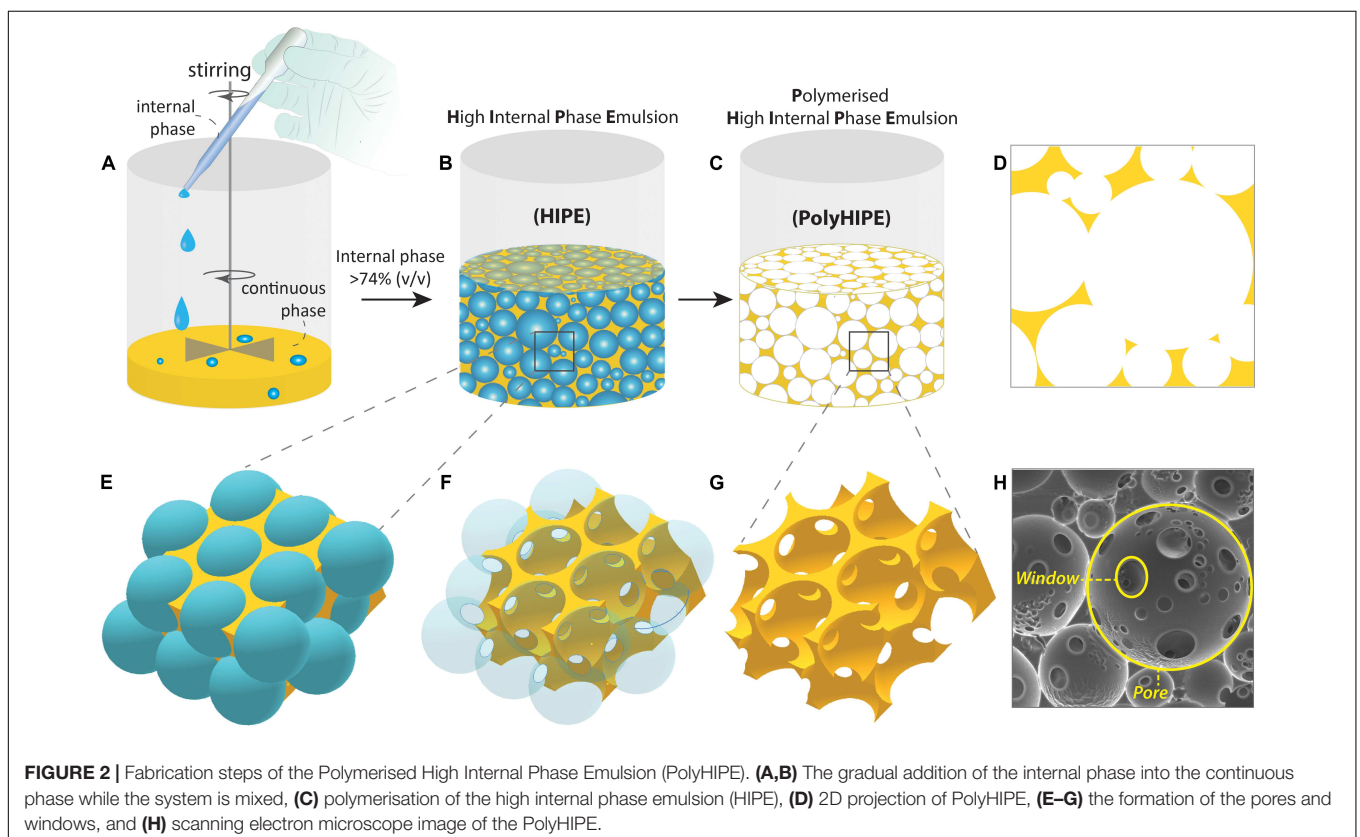 stirring
internal
phase
A
continuous
phase
Internal phase
>74% (v/v)
High Internal Phase Emulsion
B
(HIPE)
Polymerised
High Internal Phase Emulsion
C
(PolyHIPE)
D
E
F
G
H
Window
Pore
FIGURE 2 | Fabrication steps of the Polymerised High Internal Phase Emulsion (PolyHIPE). (A,B) The gradual addition of the internal phase into the continuous
phase while the system is mixed, (C) polymerisation of the high internal phase emulsion (HIPE), (D) 2D projection of PolyHIPE, (E–G) the formation of the pores and
windows, and (H) scanning electron microscope image of the PolyHIPE.